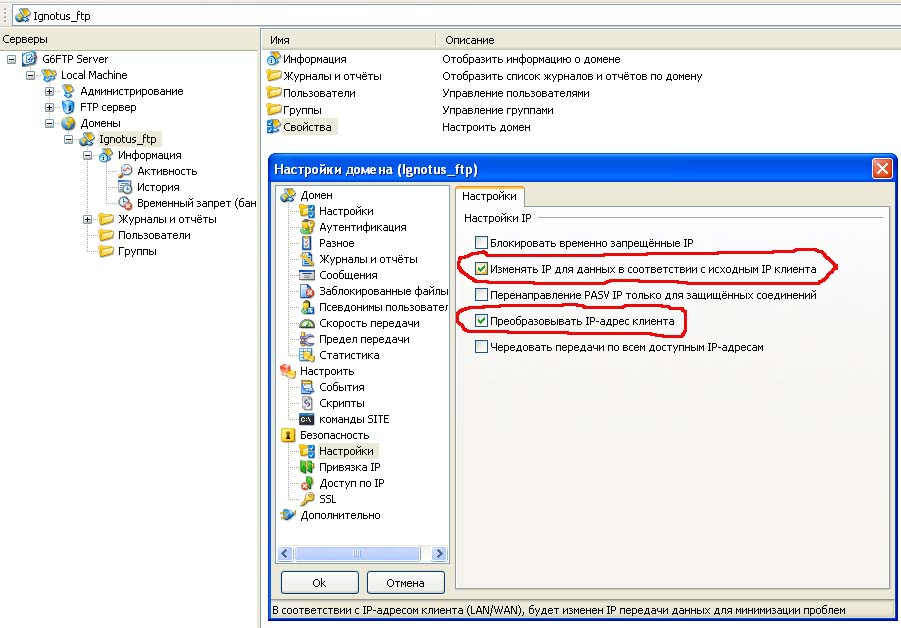 Ignotus_ftp
Серверы
G6FTP Server
Local Machine
Администрирование
FTP сервер
Домены
Ignotus_ftp
Информация
Активность
История
Временный запрет (бан
Журналы и отчёты
Пользователи
Группы
Имя Описание
Информация Отобразить информацию о домене
Журналы и отчёты Отобразить список журналов и отчётов по домену
Пользователи Управление пользователями
Группы Управление группами
Свойства Настроить домен
Настройки домена (Ignotus_ftp)
Домен
Настройки
Аутентификация
Разное
Журналы и отчёты
Сообщения
Заблокированные файлы
Псевдонимы пользовател
Скорость передачи
Предел передачи
Статистика
Настроить
События
Скрипты
команды SITE
Безопасность
Настройки
Привязка IP
Доступ по IP
SSL
Дополнительно
Ok Отмена
Настройки
Настройки IP
Блокировать временно запрещённые IP
Изменять IP для данных в соответствии с исходным IP клиента
Перенаправление PASV IP только для защищённых соединений
Преобразовывать IP-адрес клиента
Чередовать передачи по всем доступным IP-адресам
В соответствии с IP-адресом клиента (LAN/WAN), будет изменен IP передачи данных для минимизации проблем